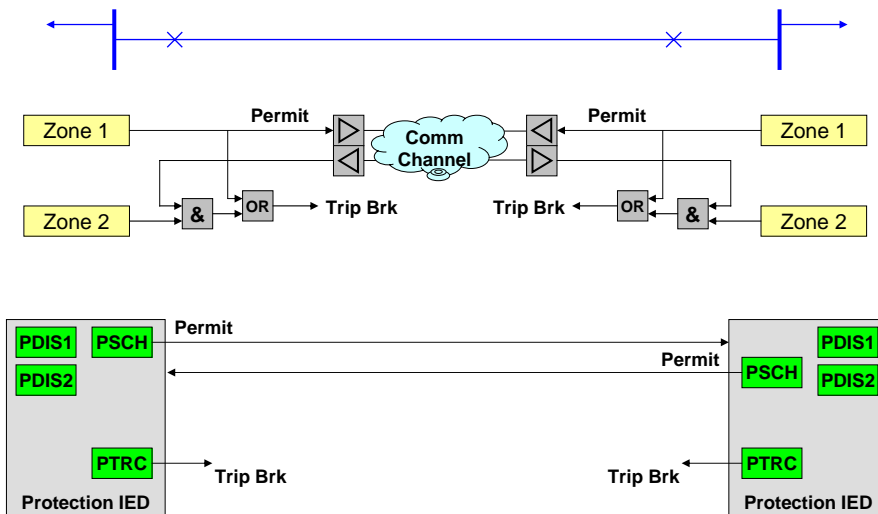 Permit
Permit
Zone 1
Comm
Channel
Zone 1
Zone 2
&
OR
Trip Brk
Trip Brk
OR
&
Zone 2
Permit
PDIS1
PSCH
PDIS1
Permit
PDIS2
PSCH
PDIS2
PTRC
Trip Brk
Trip Brk
PTRC
Protection IED
Protection IED